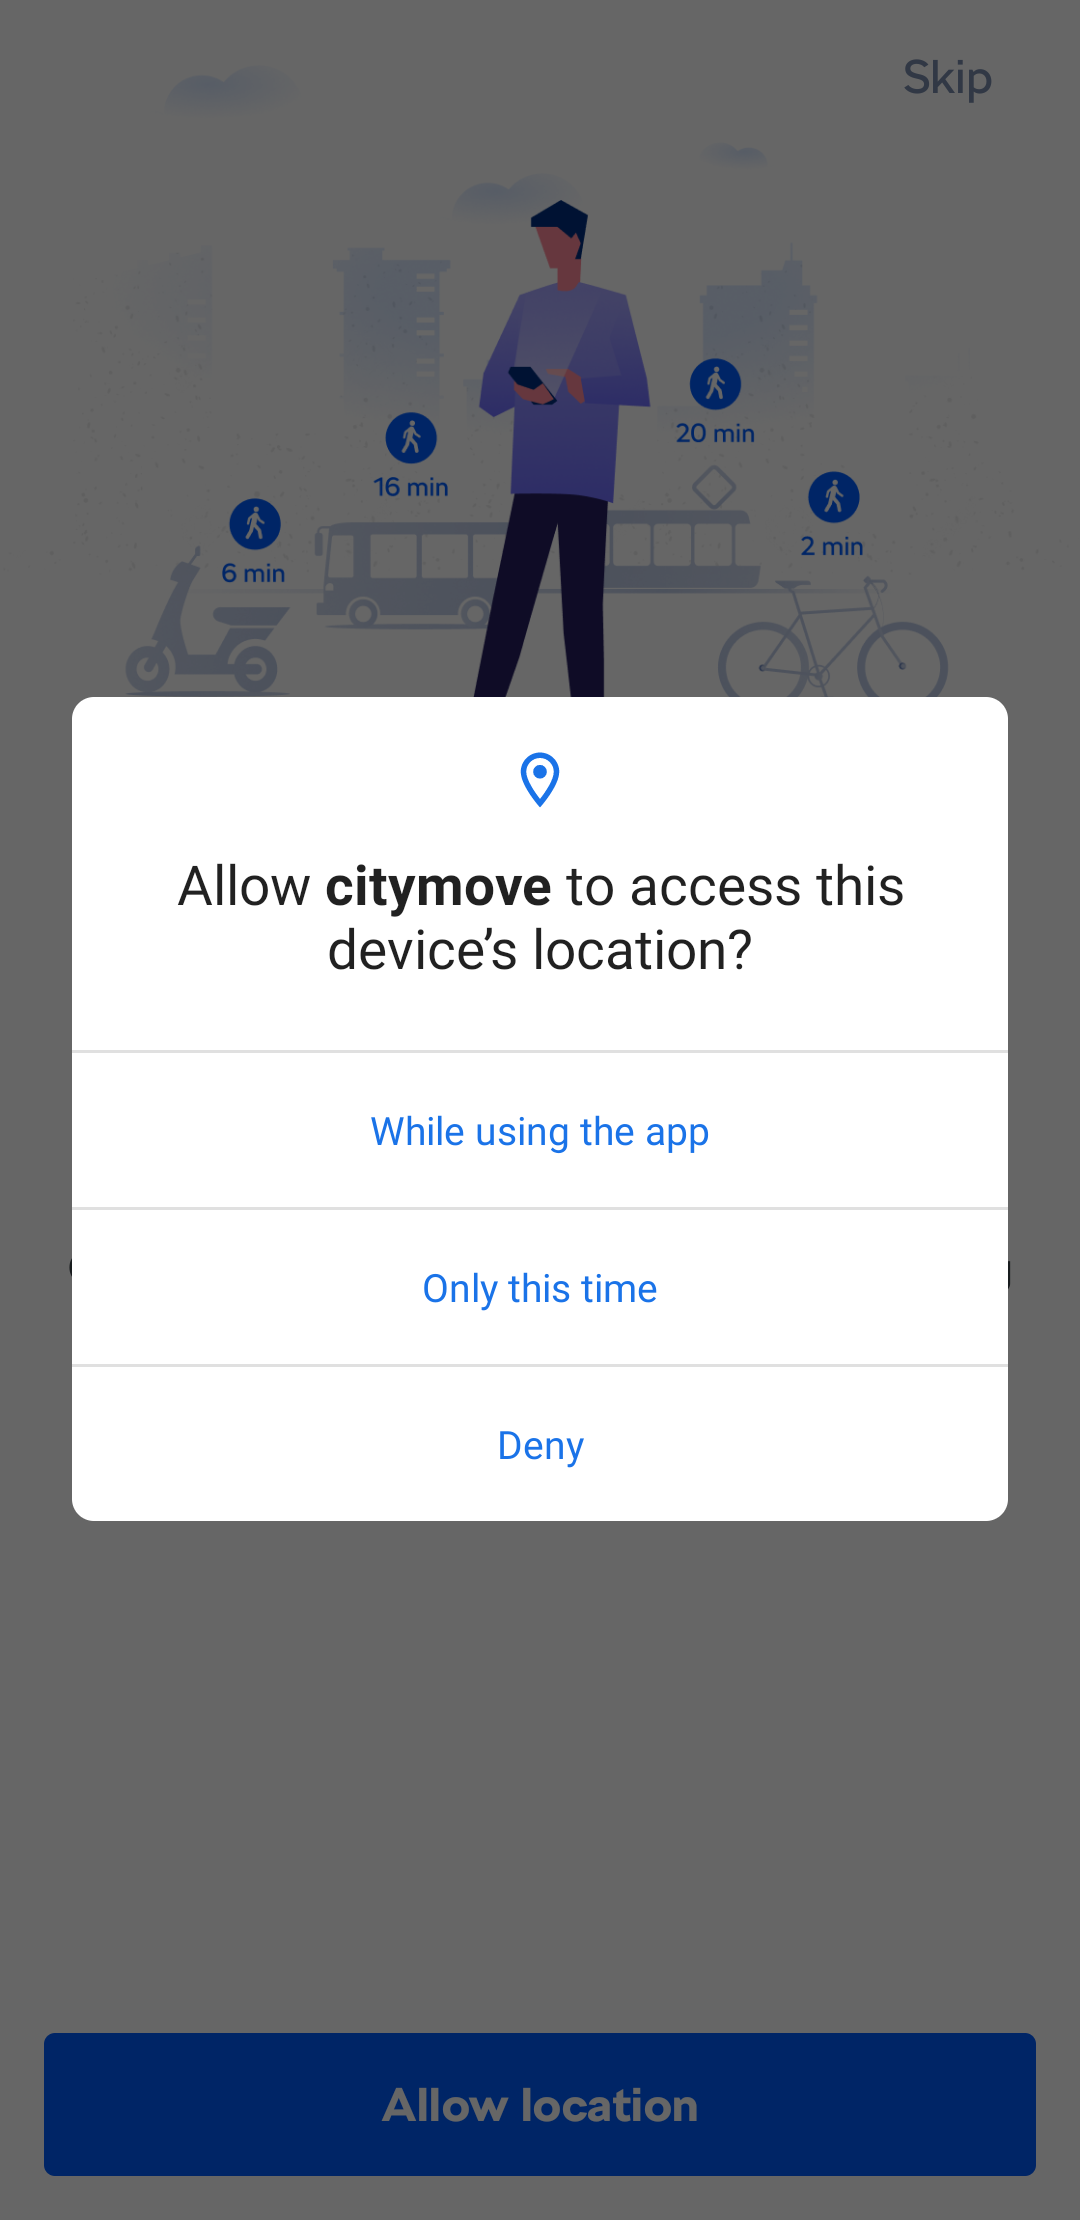 Skip
20 min
16 min
2 min
6 min
Allow citymove to access this
device’s location?
While using the app
Only this time
Deny
Allow location